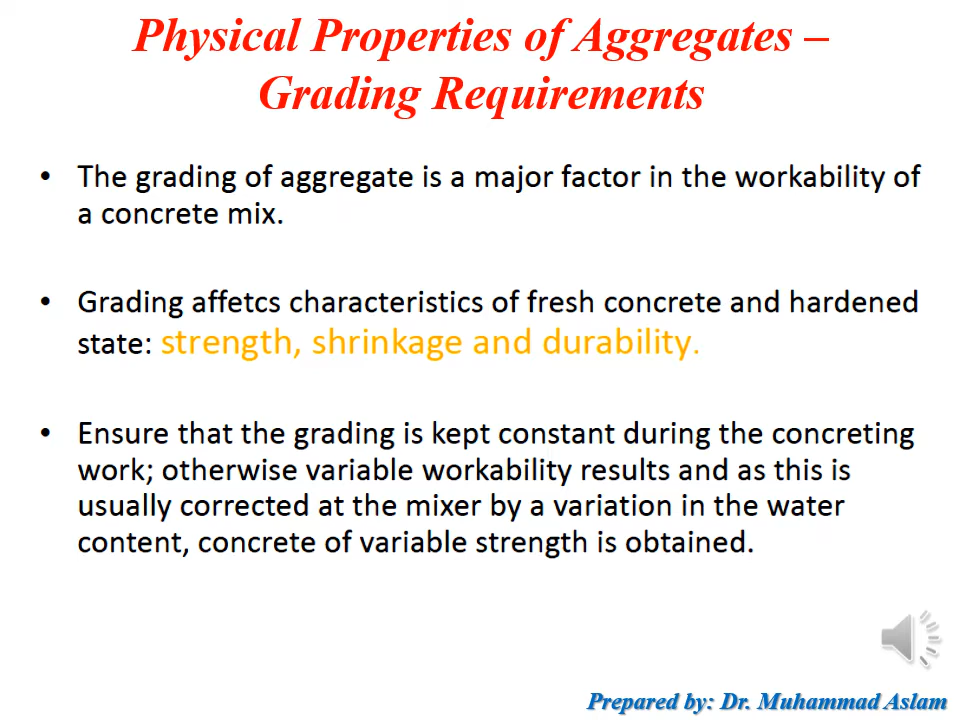 Physical Properties of Aggregates –
Grading Requirements
• The grading of aggregate is a major factor in the workability of
a concrete mix.
• Grading affetcs characteristics of fresh concrete and hardened
state: strength, shrinkage and durability.
• Ensure that the grading is kept constant during the concreting
work; otherwise variable workability results and as this is
usually corrected at the mixer by a variation in the water
content, concrete of variable strength is obtained.
Prepared by: Dr. Muhammad Aslam